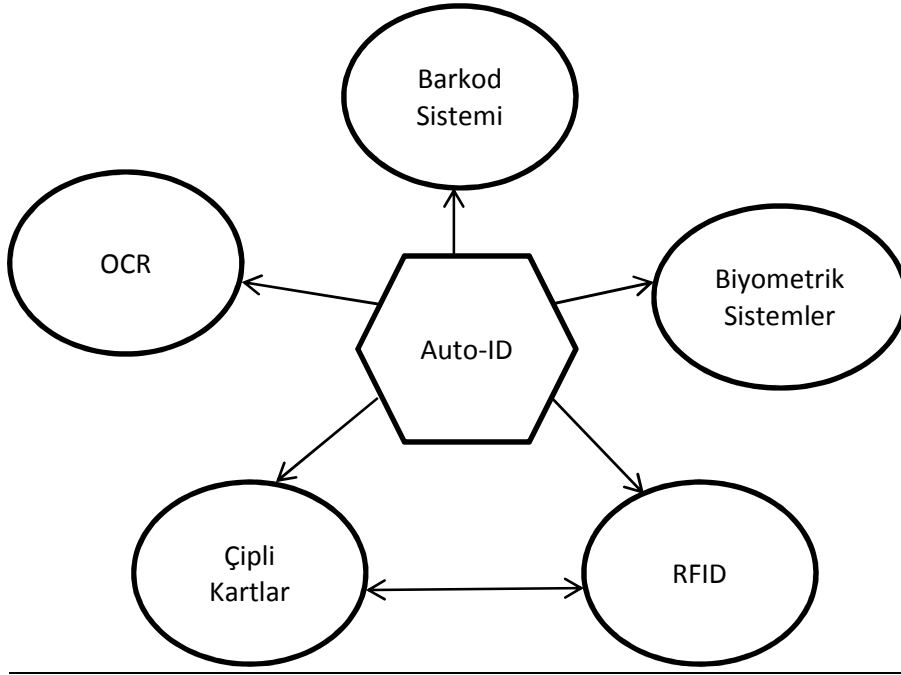 Barkod
Sistemi
OCR
Biyometrik
Sistemler
Auto-ID
Çipli
Kartlar
RFID